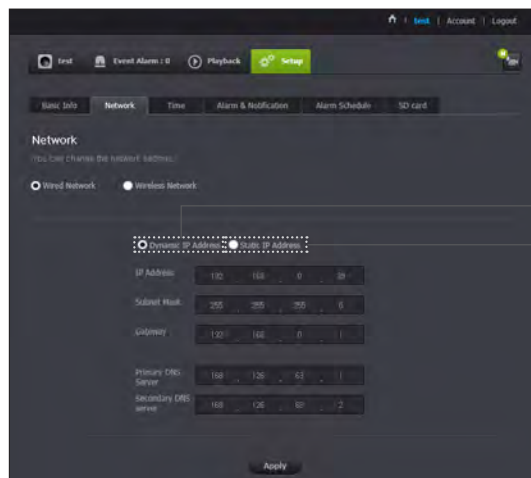 test | Account | Logout
test Event Alarm : 0 Playback Setup
Basic Info Network Time Alarm & Notification Alarm Schedule SD card
Network
You can change the network settings.
Wired Network Wireless Network
Dynamic IP Address Static IP Address
IP Address 192 . 168 . 0 .
Subnet Mask 255 . 255 . 255 . 0
Gateway 192 . 168 . 0 . 1
Primary DNS
Server 168 . 126 . 63 . 1
Secondary DNS
server 168 . 126 . 63 . 2
Apply